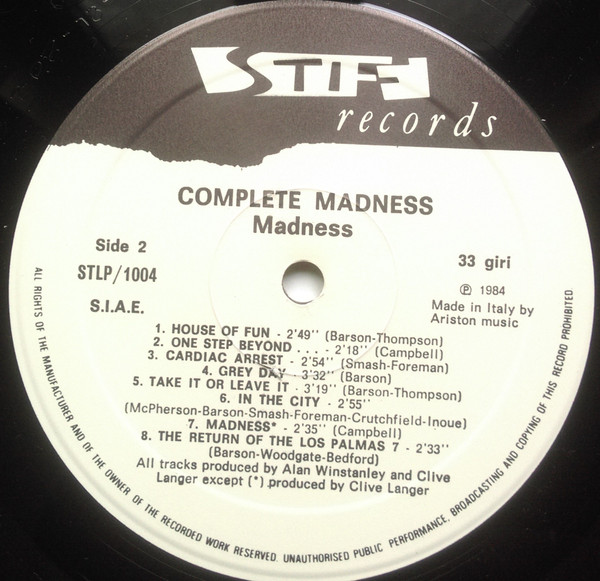 STIFF
records
COMPLETE MADNESS
Madness
Side 2
STLP/1004
S.I.A.E.
33 giri
℗ 1984
Made in Italy by
Ariston music
1. HOUSE OF FUN - 2'49'' (Barson-Thompson)
2. ONE STEP BEYOND . . . - 2'18'' (Campbell)
3. CARDIAC ARREST - 2'54'' (Smash-Foreman)
4. GREY DAY - 3'32'' (Barson)
5. TAKE IT OR LEAVE IT - 3'19'' (Barson-Thompson)
6. IN THE CITY - 2'55''
(McPherson-Barson-Smash-Foreman-Crutchfield-Inoue)
7. MADNESS* - 2'35'' (Campbell)
8. THE RETURN OF THE LOS PALMAS 7 - 2'33''
(Barson-Woodgate-Bedford)
All tracks produced by Alan Winstanley and Clive
Langer except (*) produced by Clive Langer
ALL RIGHTS OF THE MANUFACTURER AND OF THE OWNER OF THE RECORDED WORK RESERVED. UNAUTHORISED PUBLIC PERFORMANCE, BROADCASTING AND COPYING OF THIS RECORD PROHIBITED.